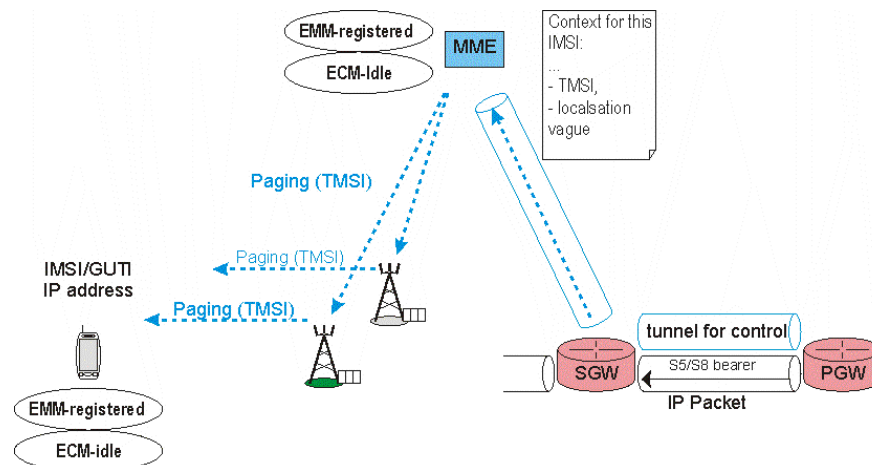 EMM-registered
ECM-Idle
MME
Context for this
IMSI:
...
- TMSI,
- localsation
vague
Paging (TMSI)
Paging (TMSI)
IMSI/GUTI
IP address
Paging (TMSI)
tunnel for control
SGW
S5/S8 bearer
PGW
IP Packet
EMM-registered
ECM-idle